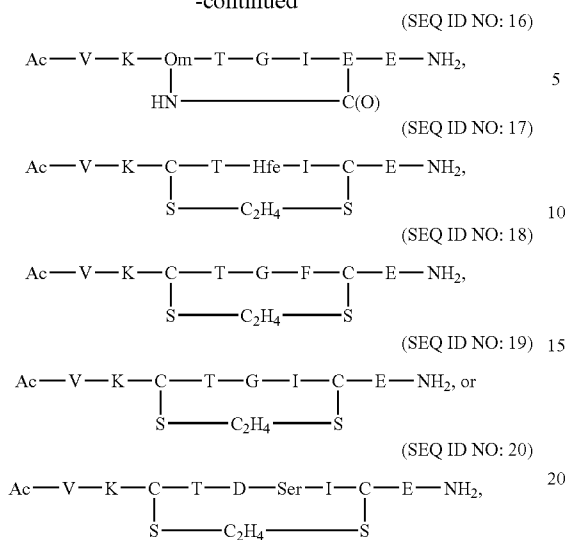 -continued
(SEQ ID NO: 16)
Ac—V—K—Om—T—G—I—E—E—NH2,
5
HN—C(O)
(SEQ ID NO: 17)
Ac—V—K—C—T—Hfe—I—C—E—NH2,
S—C2H4—S
10
(SEQ ID NO: 18)
Ac—V—K—C—T—G—F—C—E—NH2,
S—C2H4—S
(SEQ ID NO: 19)
15
Ac—V—K—C—T—G—I—C—E—NH2, or
S—C2H4—S
(SEQ ID NO: 20)
20
Ac—V—K—C—T—D—Ser—I—C—E—NH2,
S—C2H4—S